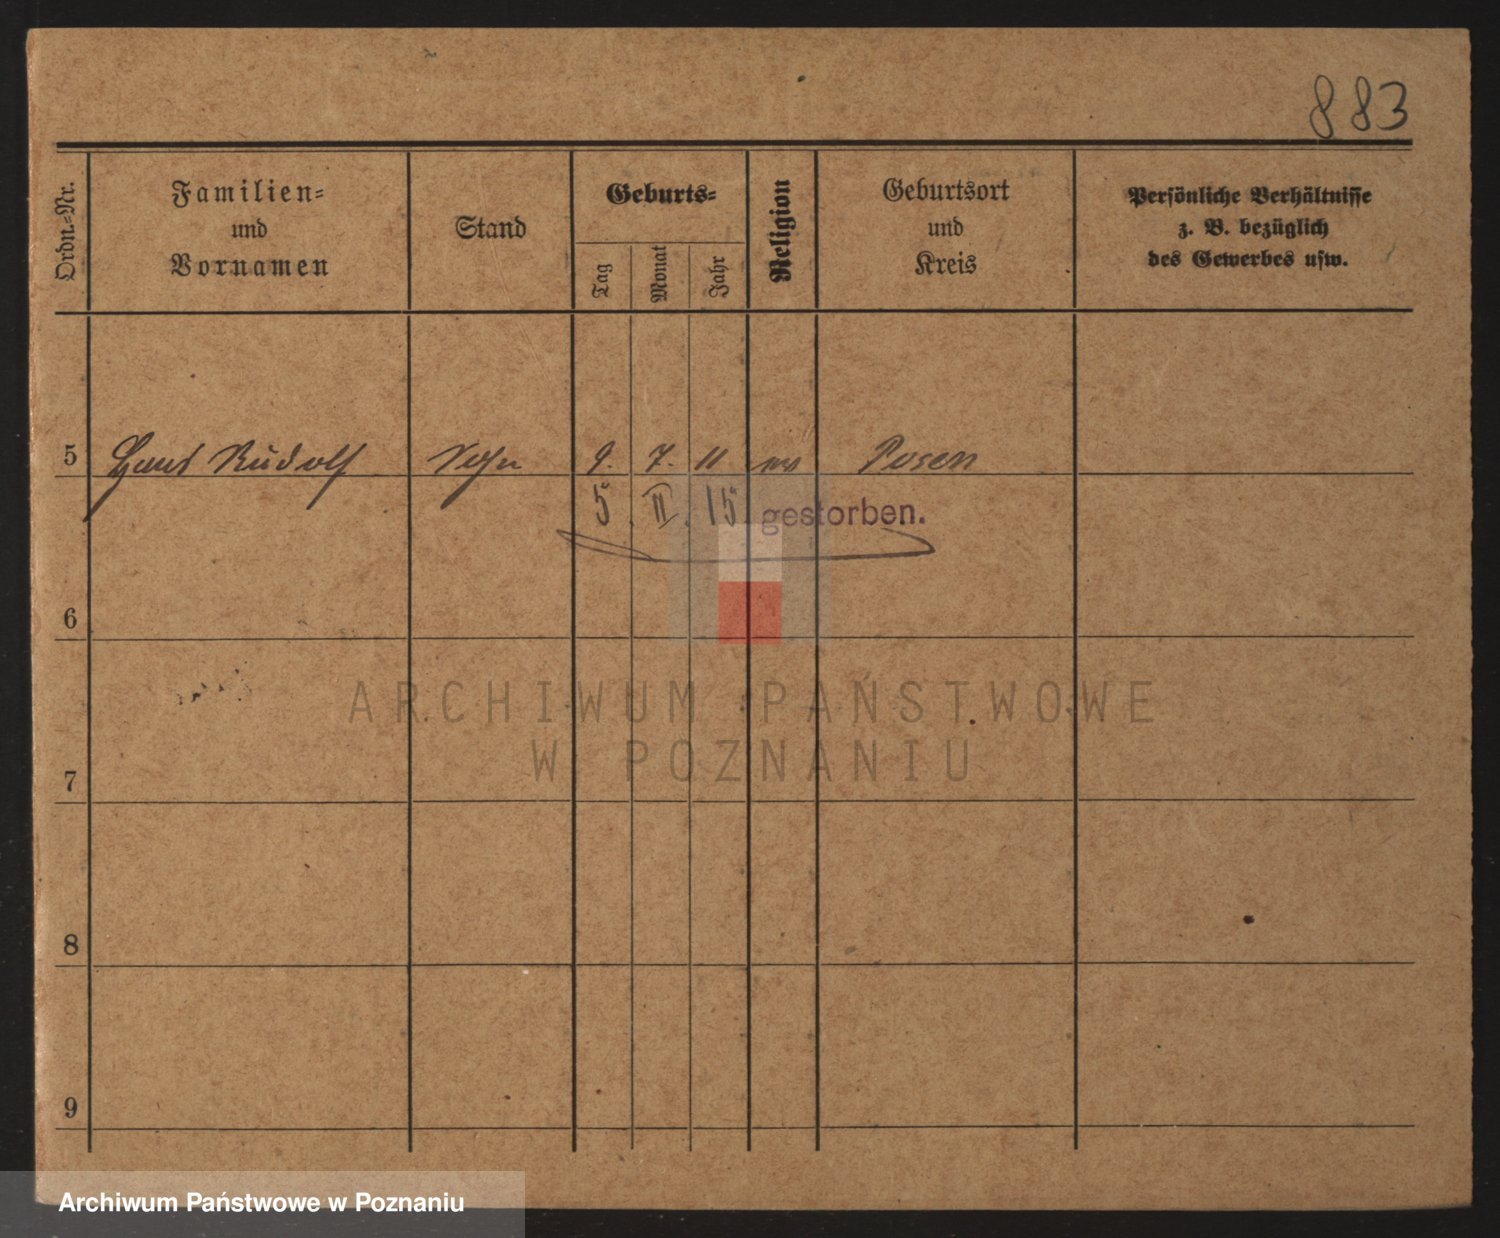 883
Ordn.=Nr.
Familien=
und
Vornamen
Stand
Geburts=
Tag
Monat
Jahr
Religion
Geburtsort
und
Kreis
Persönliche Verhältnisse
z. B. bezüglich
des Gewerbes usw.
5 Hans Rudolf Sohn 9. 7. 11 Posen
5. II. 15 gestorben.
6
ARCHIWUM PAŃSTWOWE
W POZNANIU
7
8
9
Archiwum Państwowe w Poznaniu